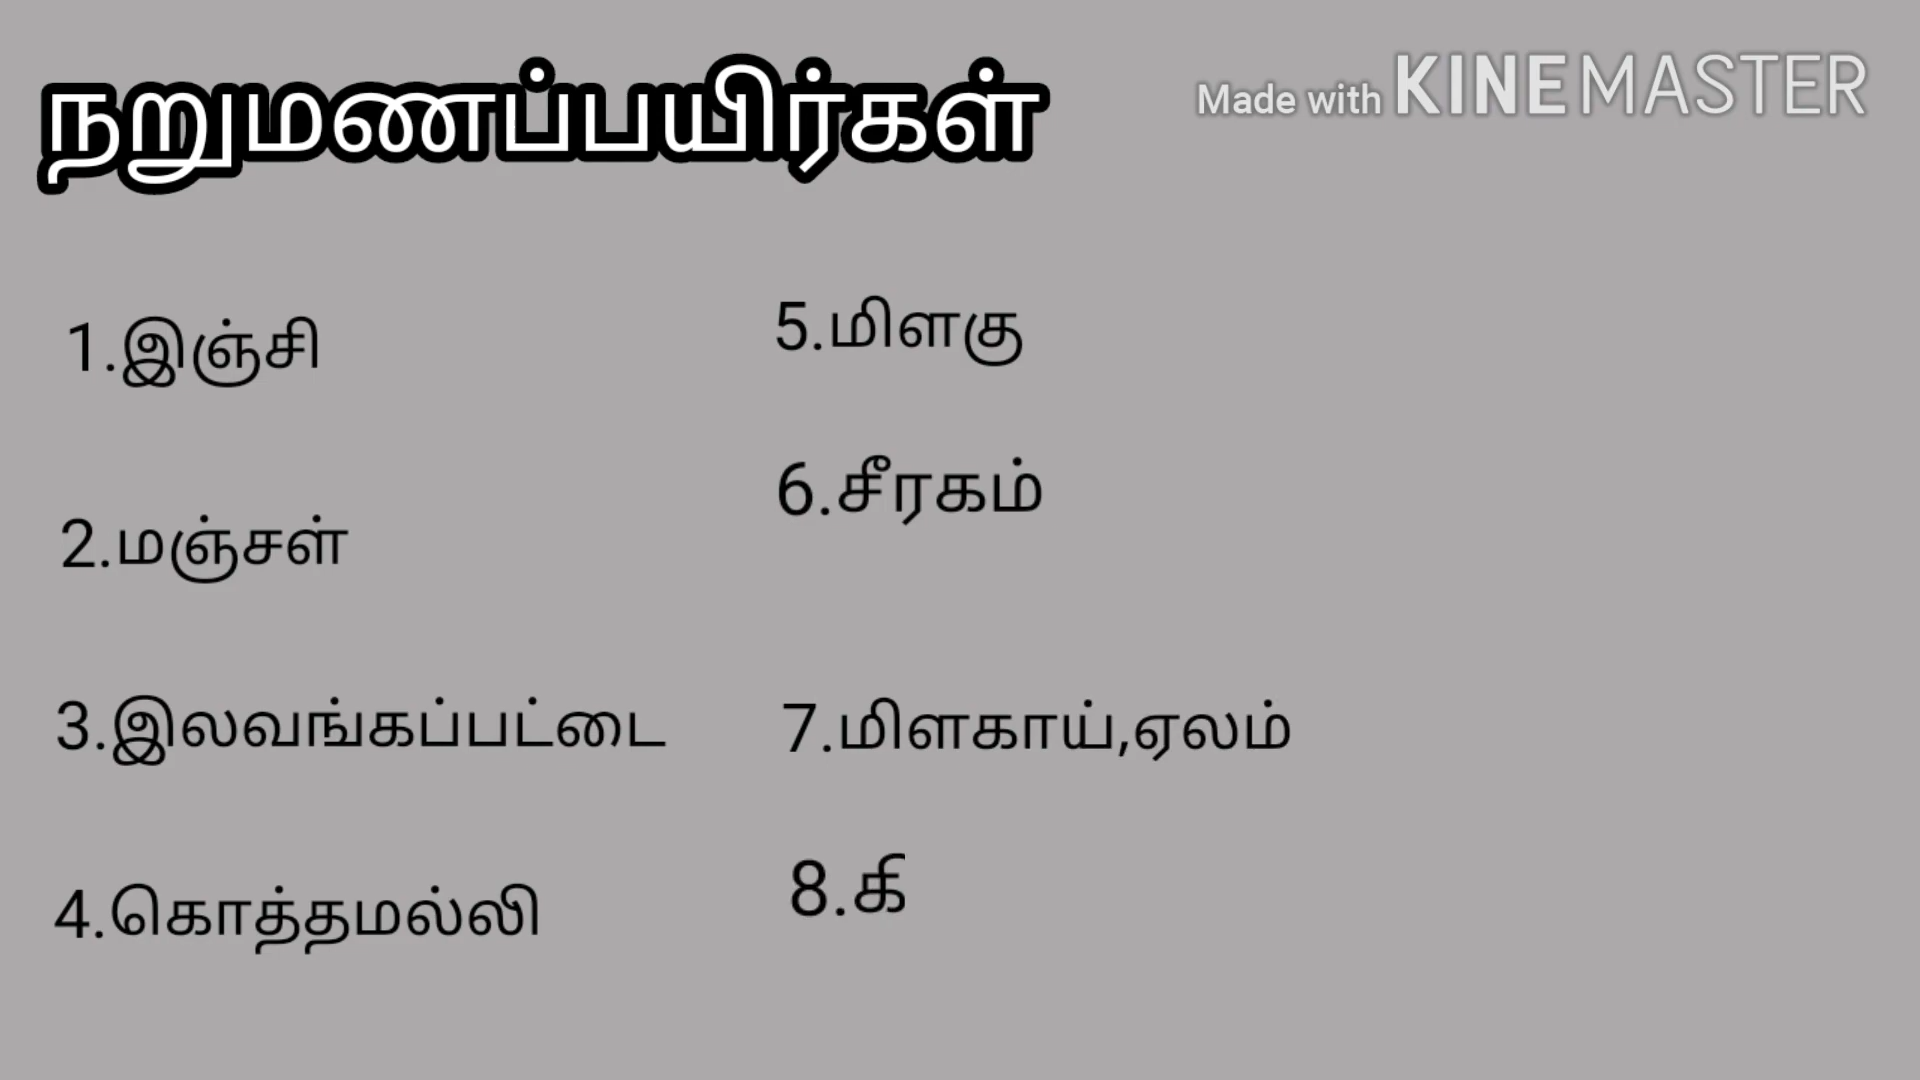 நறுமணப்பயிர்கள்
Made with KINEMASTER
1.இஞ்சி
2.மஞ்சள்
3.இலவங்கப்பட்டை
4.கொத்தமல்லி
5.மிளகு
6.சீரகம்
7.மிளகாய்,ஏலம்
8.கி